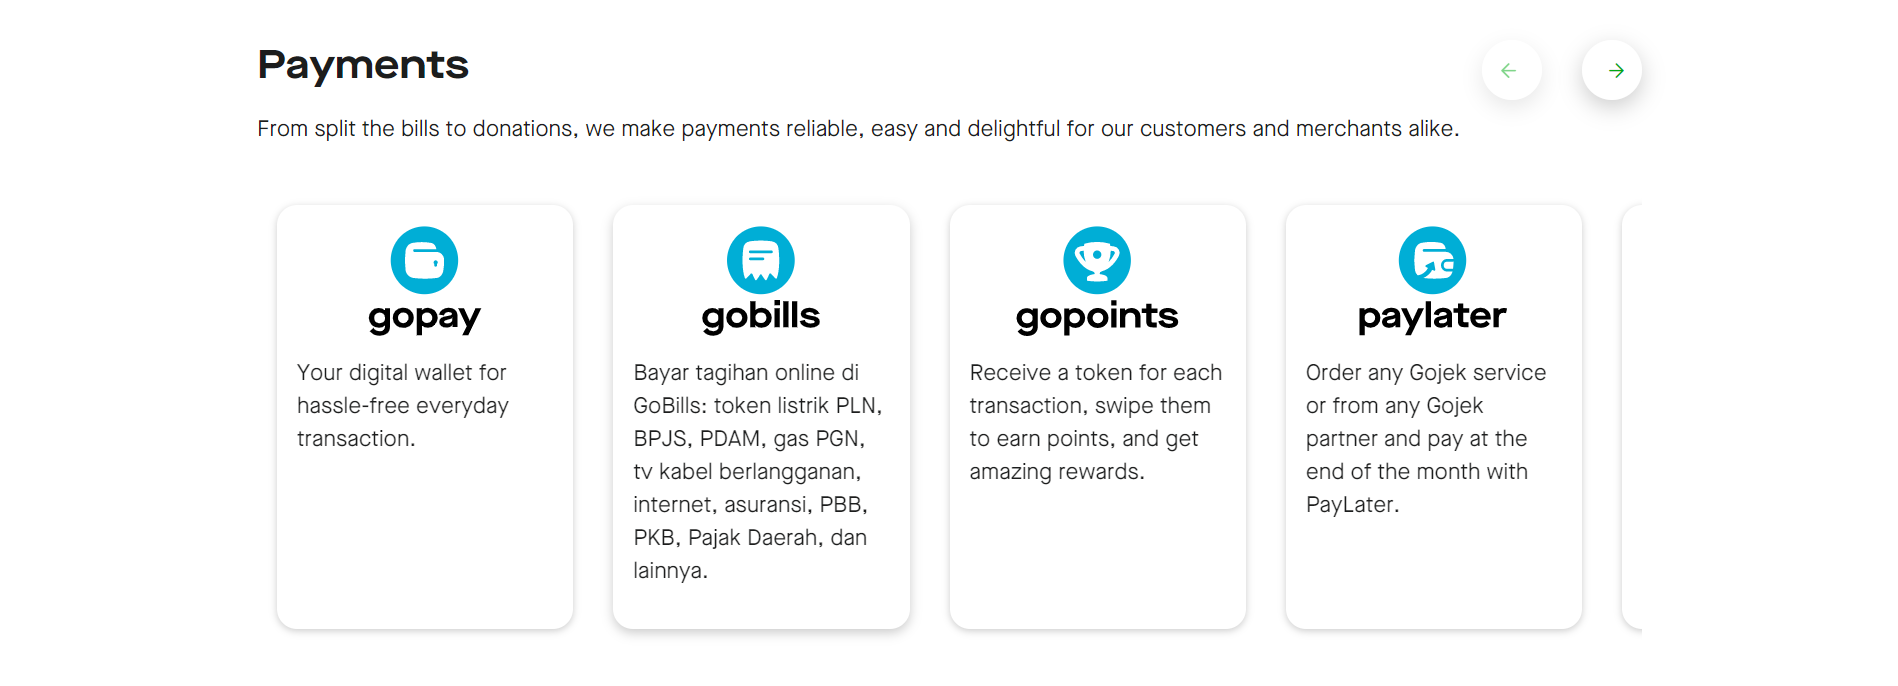 Payments
From split the bills to donations, we make payments reliable, easy and delightful for our customers and merchants alike.
gopay
Your digital wallet for
hassle-free everyday
transaction.
gobills
Bayar tagihan online di
GoBills: token listrik PLN,
BPJS, PDAM, gas PGN,
tv kabel berlangganan,
internet, asuransi, PBB,
PKB, Pajak Daerah, dan
lainnya.
gopoints
Receive a token for each
transaction, swipe them
to earn points, and get
amazing rewards.
paylater
Order any Gojek service
or from any Gojek
partner and pay at the
end of the month with
PayLater.